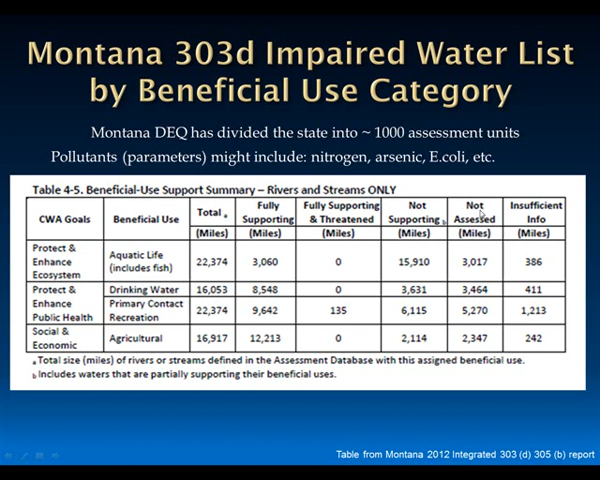 Montana 303d Impaired Water List
by Beneficial Use Category
Montana DEQ has divided the state into ~ 1000 assessment units
Pollutants (parameters) might include: nitrogen, arsenic, E.coli, etc.
Table 4-5. Beneficial-Use Support Summary – Rivers and Streams ONLY
CWA Goals Beneficial Use Total a (Miles) Fully Supporting (Miles) Fully Supporting & Threatened (Miles) Not Supporting b (Miles) Not Assessed (Miles) Insufficient Info (Miles)
Protect & Enhance Ecosystem Aquatic Life (includes fish) 22,374 3,060 0 15,910 3,017 386
Protect & Enhance Public Health Drinking Water 16,053 8,548 0 3,631 3,464 411
Primary Contact Recreation 22,374 9,642 135 6,115 5,270 1,213
Social & Economic Agricultural 16,917 12,213 0 2,114 2,347 242
a Total size (miles) of rivers or streams defined in the Assessment Database with this assigned beneficial use.
b Includes waters that are partially supporting their beneficial uses.
Table from Montana 2012 Integrated 303 (d) 305 (b) report